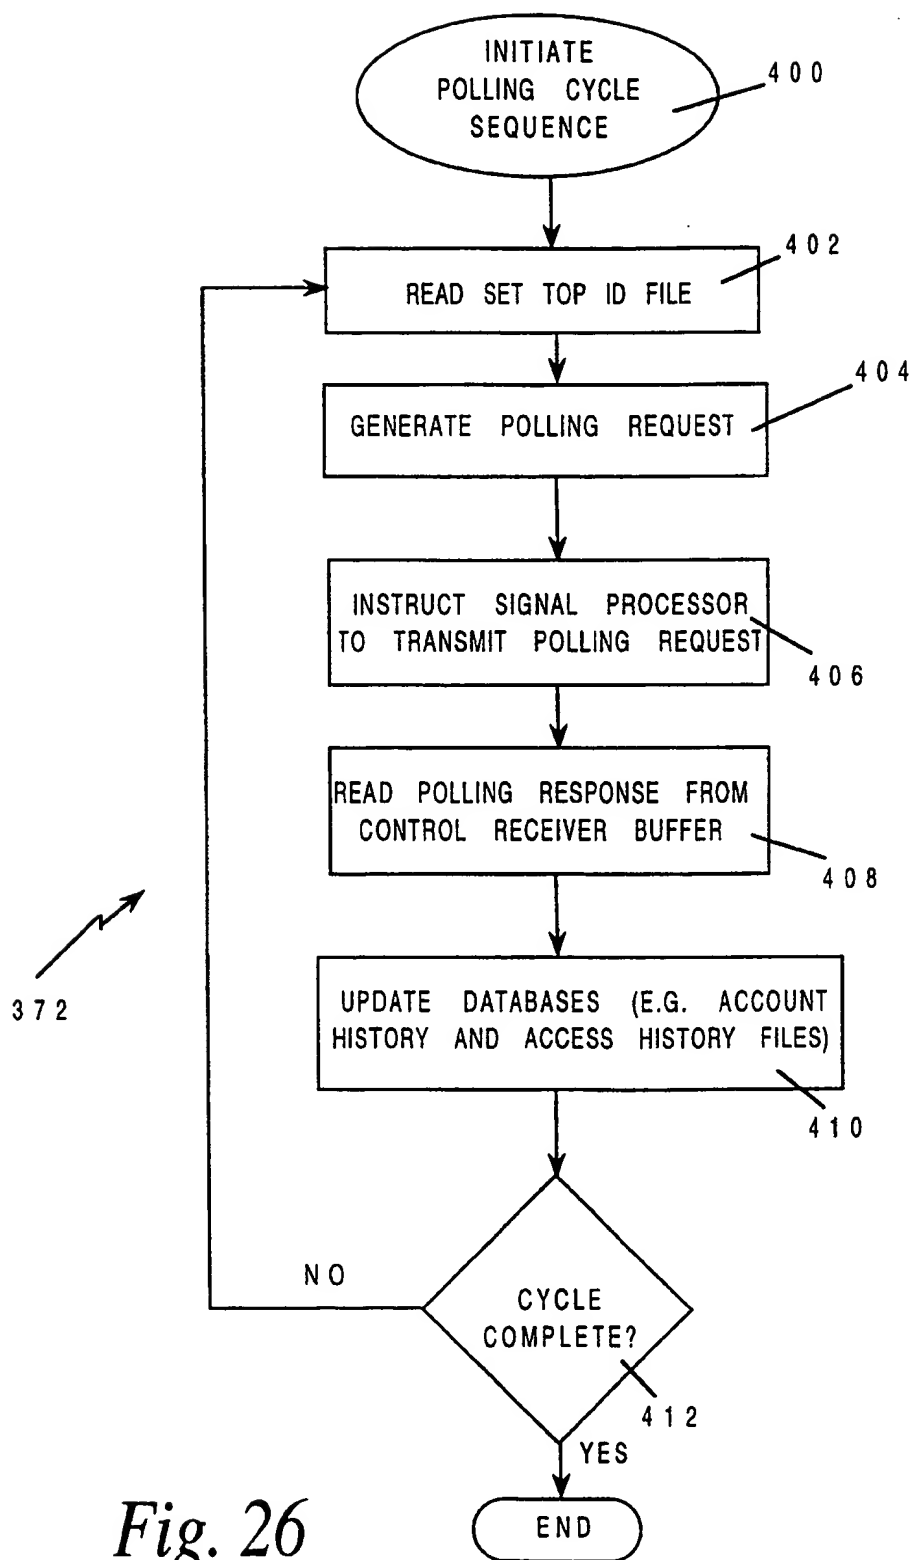 INITIATE
POLLING CYCLE
SEQUENCE
400
402
READ SET TOP ID FILE
404
GENERATE POLLING REQUEST
INSTRUCT SIGNAL PROCESSOR
TO TRANSMIT POLLING REQUEST
406
READ POLLING RESPONSE FROM
CONTROL RECEIVER BUFFER
408
372
UPDATE DATABASES (E.G. ACCOUNT
HISTORY AND ACCESS HISTORY FILES)
410
NO
CYCLE
COMPLETE?
412
YES
END
Fig. 26